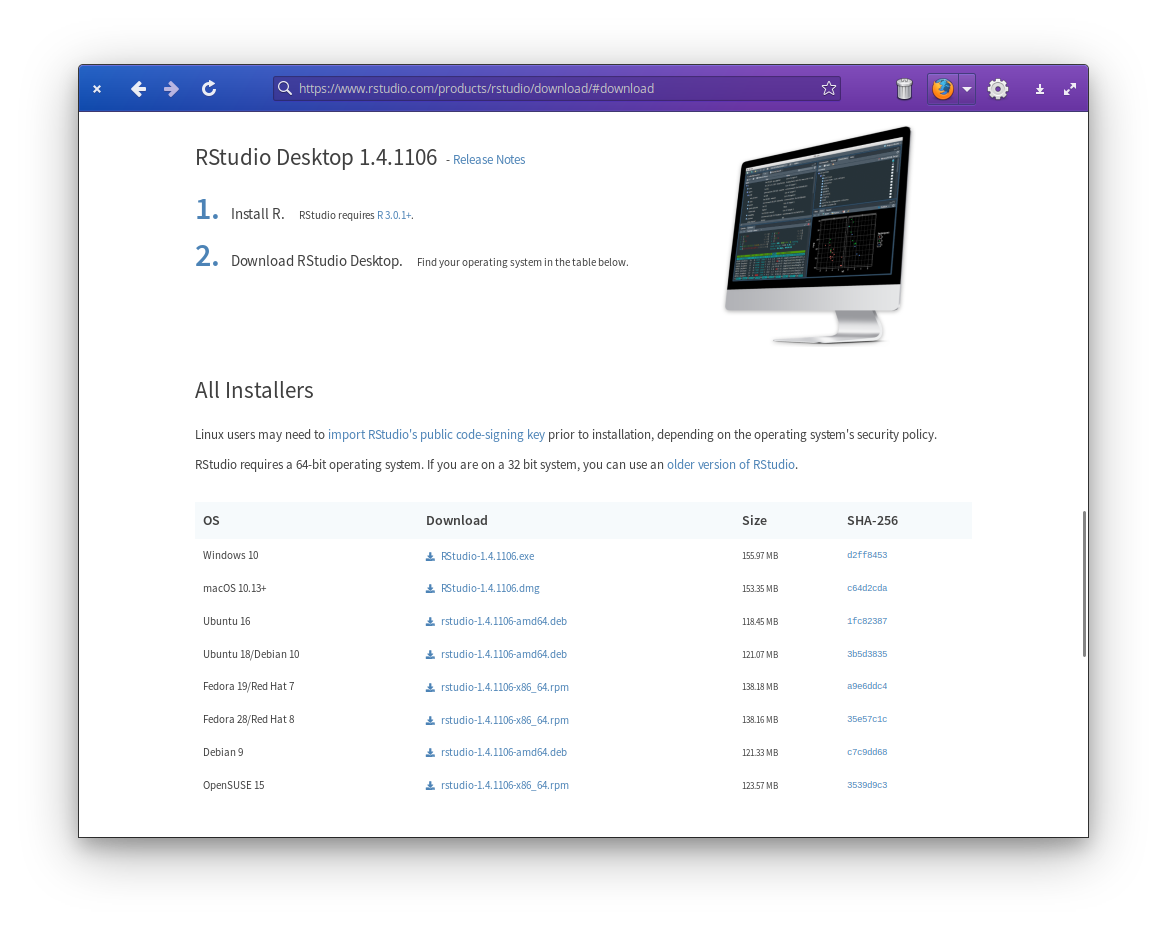 https://www.rstudio.com/products/rstudio/download/#download
RStudio Desktop 1.4.1106 - Release Notes
1. Install R. RStudio requires R 3.0.1+.
2. Download RStudio Desktop. Find your operating system in the table below.
All Installers
Linux users may need to import RStudio's public code-signing key prior to installation, depending on the operating system's security policy.
RStudio requires a 64-bit operating system. If you are on a 32 bit system, you can use an older version of RStudio.
OS Download Size SHA-256
Windows 10 RStudio-1.4.1106.exe 155.97 MB d2ff8453
macOS 10.13+ RStudio-1.4.1106.dmg 153.35 MB c64d2cda
Ubuntu 16 rstudio-1.4.1106-amd64.deb 118.45 MB 1fc82387
Ubuntu 18/Debian 10 rstudio-1.4.1106-amd64.deb 121.07 MB 3b5d3835
Fedora 19/Red Hat 7 rstudio-1.4.1106-x86_64.rpm 138.18 MB a9e6ddc4
Fedora 28/Red Hat 8 rstudio-1.4.1106-x86_64.rpm 138.16 MB 35e57c1c
Debian 9 rstudio-1.4.1106-amd64.deb 121.33 MB c7c9dd68
OpenSUSE 15 rstudio-1.4.1106-x86_64.rpm 123.57 MB 3539d9c3